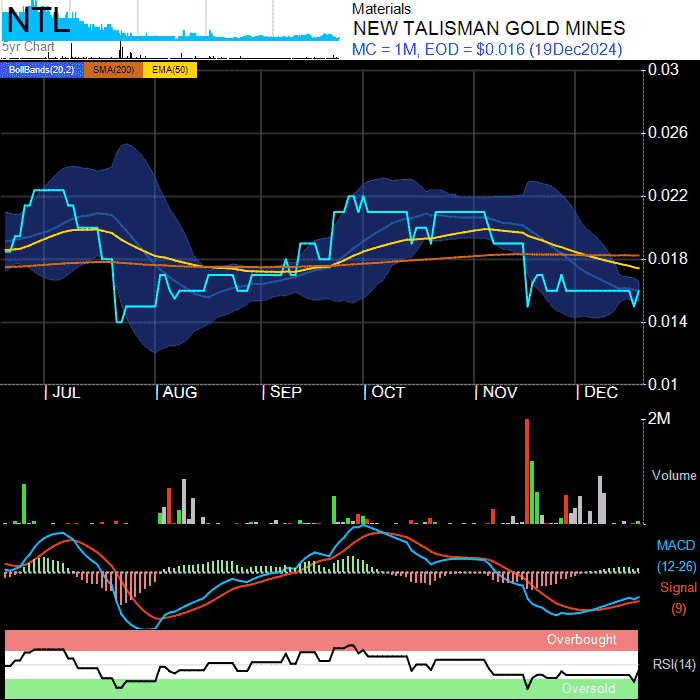 NTL
5yr Chart
Materials
NEW TALISMAN GOLD MINES
MC = 1M, EOD = $0.016 (19Dec2024)
BollBands(20,2) SMA(200) EMA(50)
0.03
0.026
0.022
0.018
0.014
0.01
JUL AUG SEP OCT NOV DEC
2M
Volume
MACD
(12-26)
Signal
(9)
Overbought
RSI(14)
Oversold